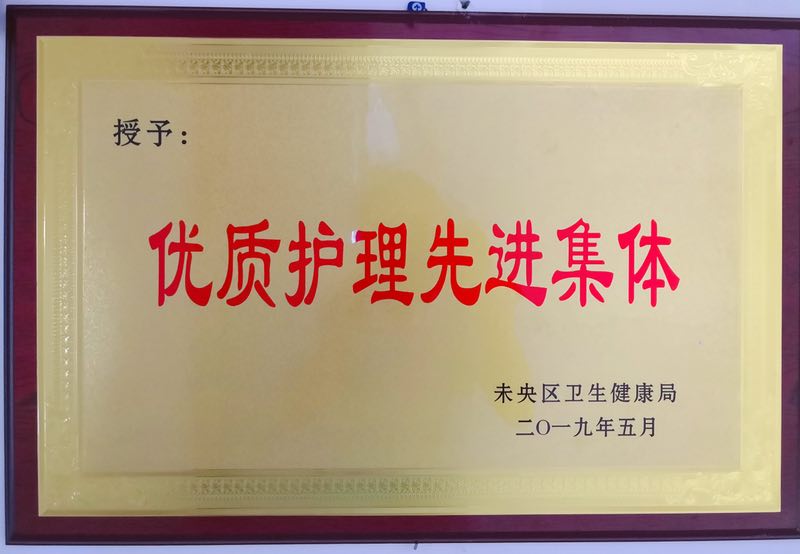 授予：
优质护理先进集体
未央区卫生健康局
二〇一九年五月